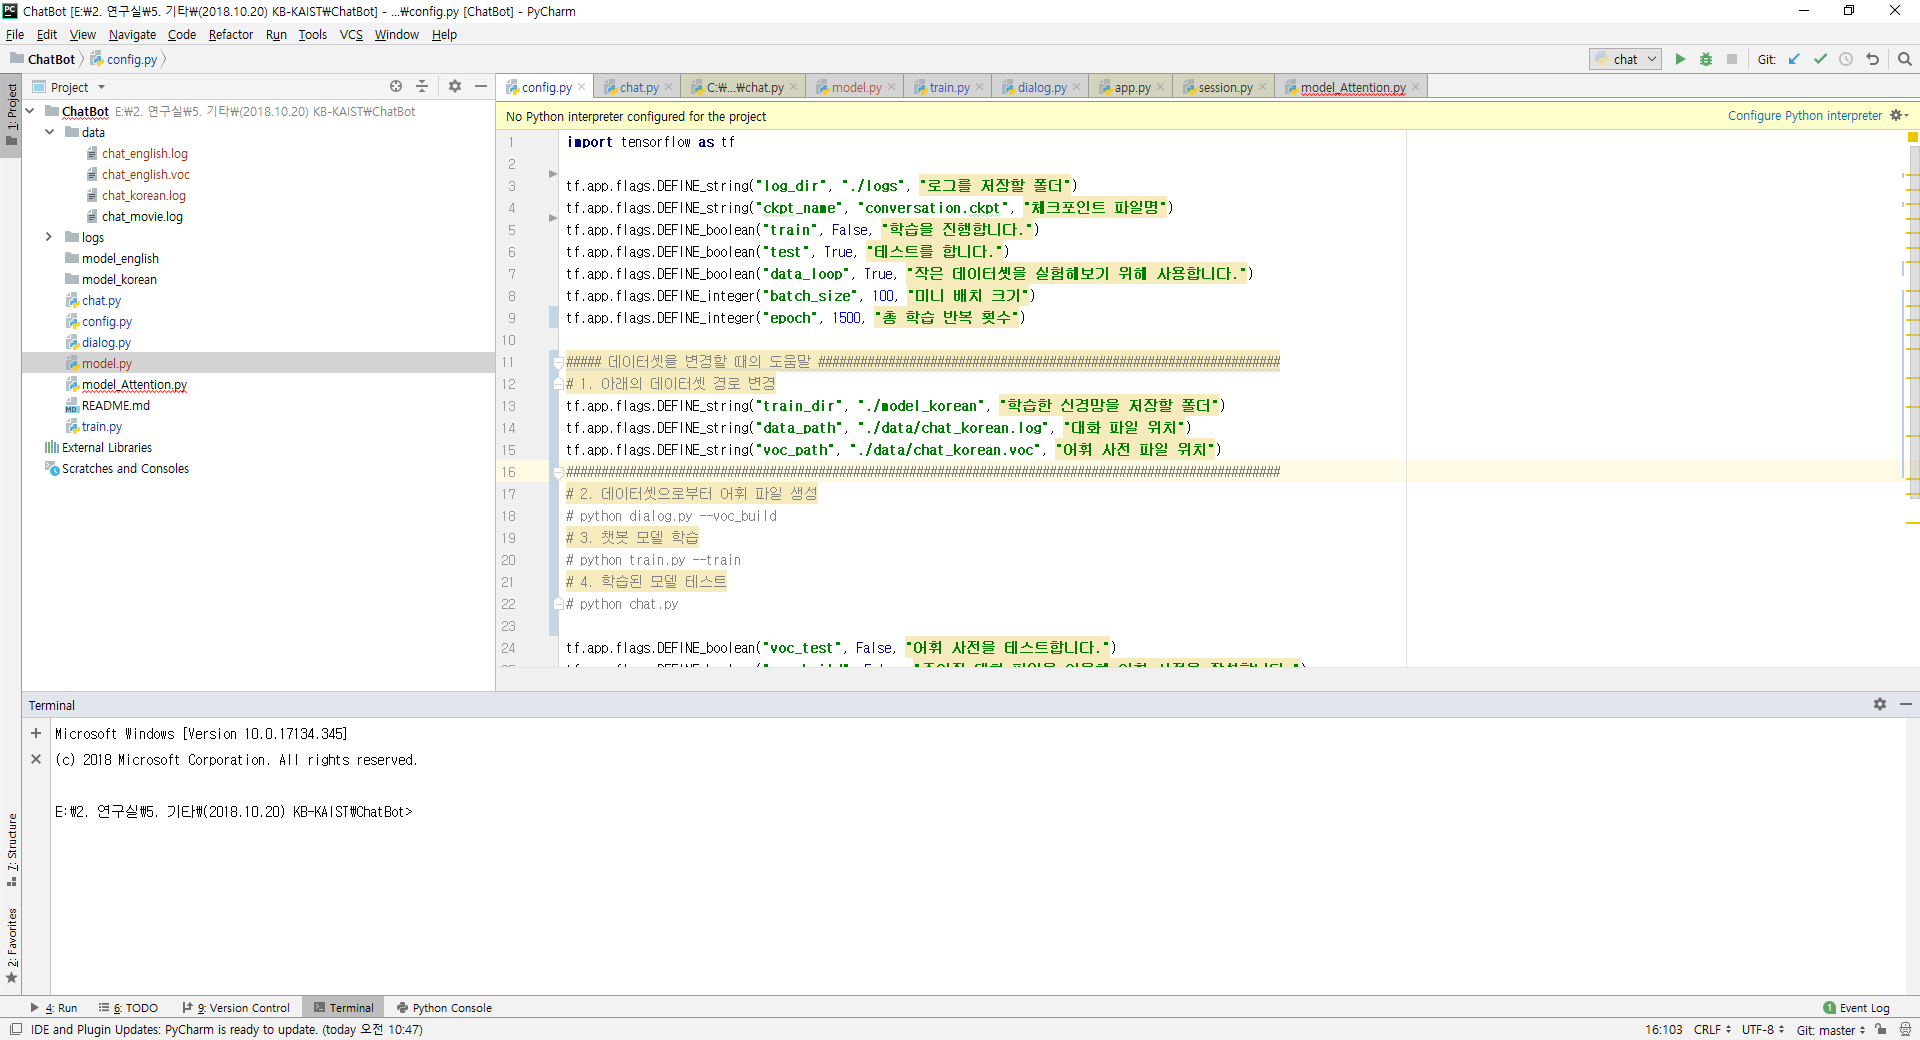 ChatBot [E:₩2. 연구실₩5. 기타₩(2018.10.20) KB-KAIST₩ChatBot] - ...₩config.py [ChatBot] - PyCharm
File Edit View Navigate Code Refactor Run Tools VCS Window Help
ChatBot config.py chat Git:
1: Project
Project
config.py chat.py C:₩...₩chat.py model.py train.py dialog.py app.py session.py model_Attention.py
No Python interpreter configured for the project Configure Python interpreter
ChatBot E:₩2. 연구실₩5. 기타₩(2018.10.20) KB-KAIST₩ChatBot
data
chat_english.log
chat_english.voc
chat_korean.log
chat_movie.log
logs
model_english
model_korean
chat.py
config.py
dialog.py
model.py
model_Attention.py
README.md
train.py
External Libraries
Scratches and Consoles
1 import tensorflow as tf
2
3 tf.app.flags.DEFINE_string("log_dir", "./logs", "로그를 저장할 폴더")
4 tf.app.flags.DEFINE_string("ckpt_name", "conversation.ckpt", "체크포인트 파일명")
5 tf.app.flags.DEFINE_boolean("train", False, "학습을 진행합니다.")
6 tf.app.flags.DEFINE_boolean("test", True, "테스트를 합니다.")
7 tf.app.flags.DEFINE_boolean("data_loop", True, "작은 데이터셋을 실험해보기 위해 사용합니다.")
8 tf.app.flags.DEFINE_integer("batch_size", 100, "미니 배치 크기")
9 tf.app.flags.DEFINE_integer("epoch", 1500, "총 학습 반복 횟수")
10
11 ##### 데이터셋을 변경할 때의 도움말 ##################################################################
12 # 1. 아래의 데이터셋 경로 변경
13 tf.app.flags.DEFINE_string("train_dir", "./model_korean", "학습한 신경망을 저장할 폴더")
14 tf.app.flags.DEFINE_string("data_path", "./data/chat_korean.log", "대화 파일 위치")
15 tf.app.flags.DEFINE_string("voc_path", "./data/chat_korean.voc", "어휘 사전 파일 위치")
16 ######################################################################################################
17 # 2. 데이터셋으로부터 어휘 파일 생성
18 # python dialog.py --voc_build
19 # 3. 챗봇 모델 학습
20 # python train.py --train
21 # 4. 학습된 모델 테스트
22 # python chat.py
23
24 tf.app.flags.DEFINE_boolean("voc_test", False, "어휘 사전을 테스트합니다.")
Terminal
Microsoft Windows [Version 10.0.17134.345]
(c) 2018 Microsoft Corporation. All rights reserved.
E:₩2. 연구실₩5. 기타₩(2018.10.20) KB-KAIST₩ChatBot>
7: Structure
2: Favorites
4: Run 6: TODO 9: Version Control Terminal Python Console 1 Event Log
IDE and Plugin Updates: PyCharm is ready to update. (today 오전 10:47) 16:103 CRLF UTF-8 Git: master